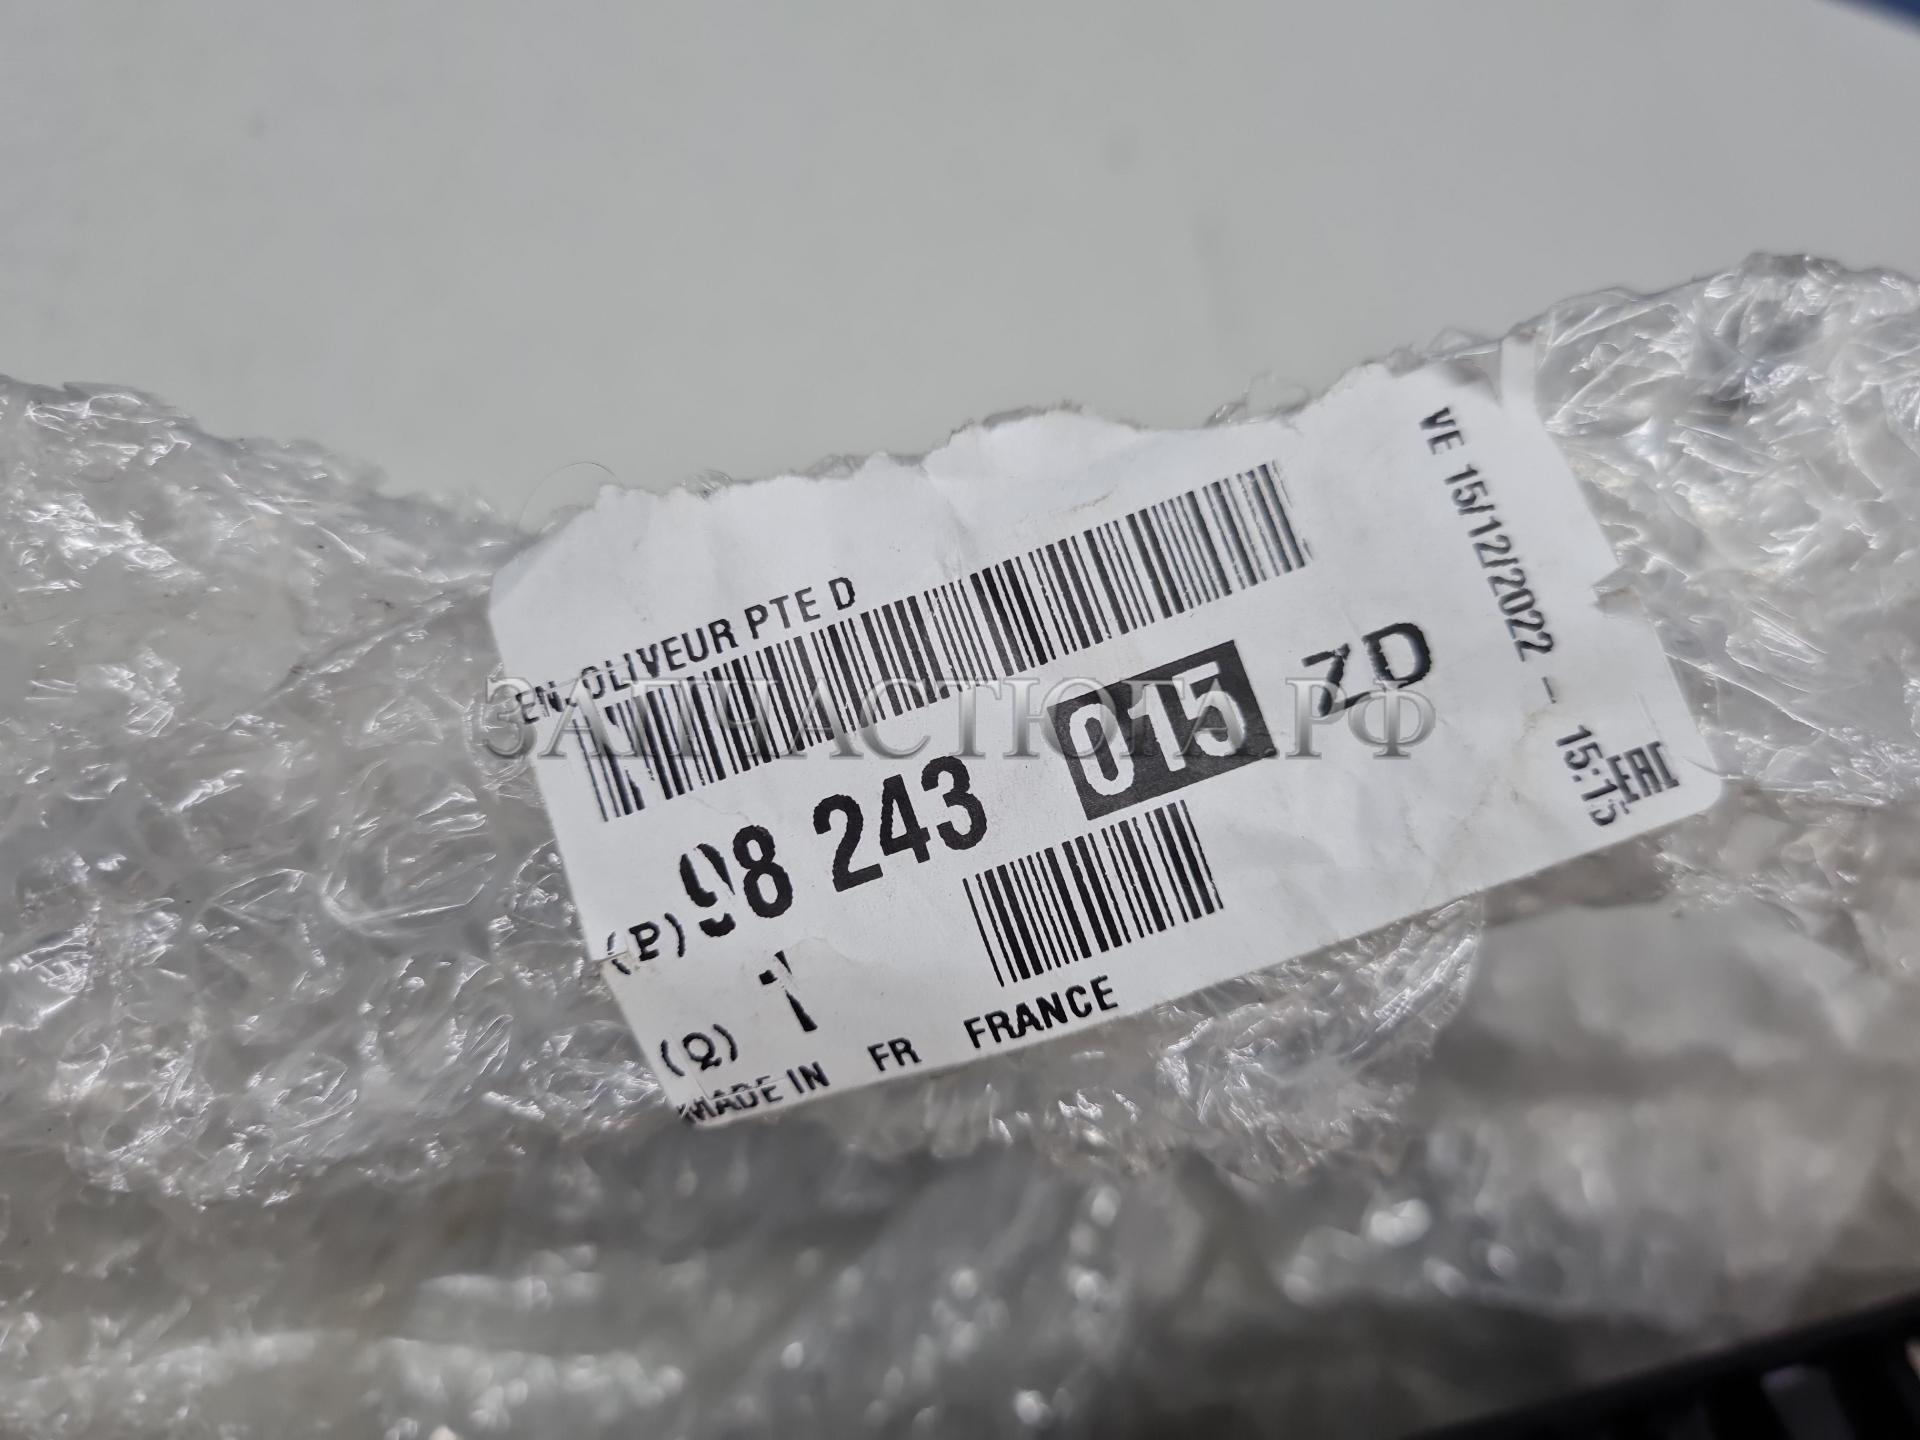 ENJOLIVEUR PTE D
(P) 98 243 015 ZD
(Q) 1
MADE IN FR FRANCE
VE 15/12/2022 - 15:15
EAC
ЗАПЧАСТЮГА.РФ